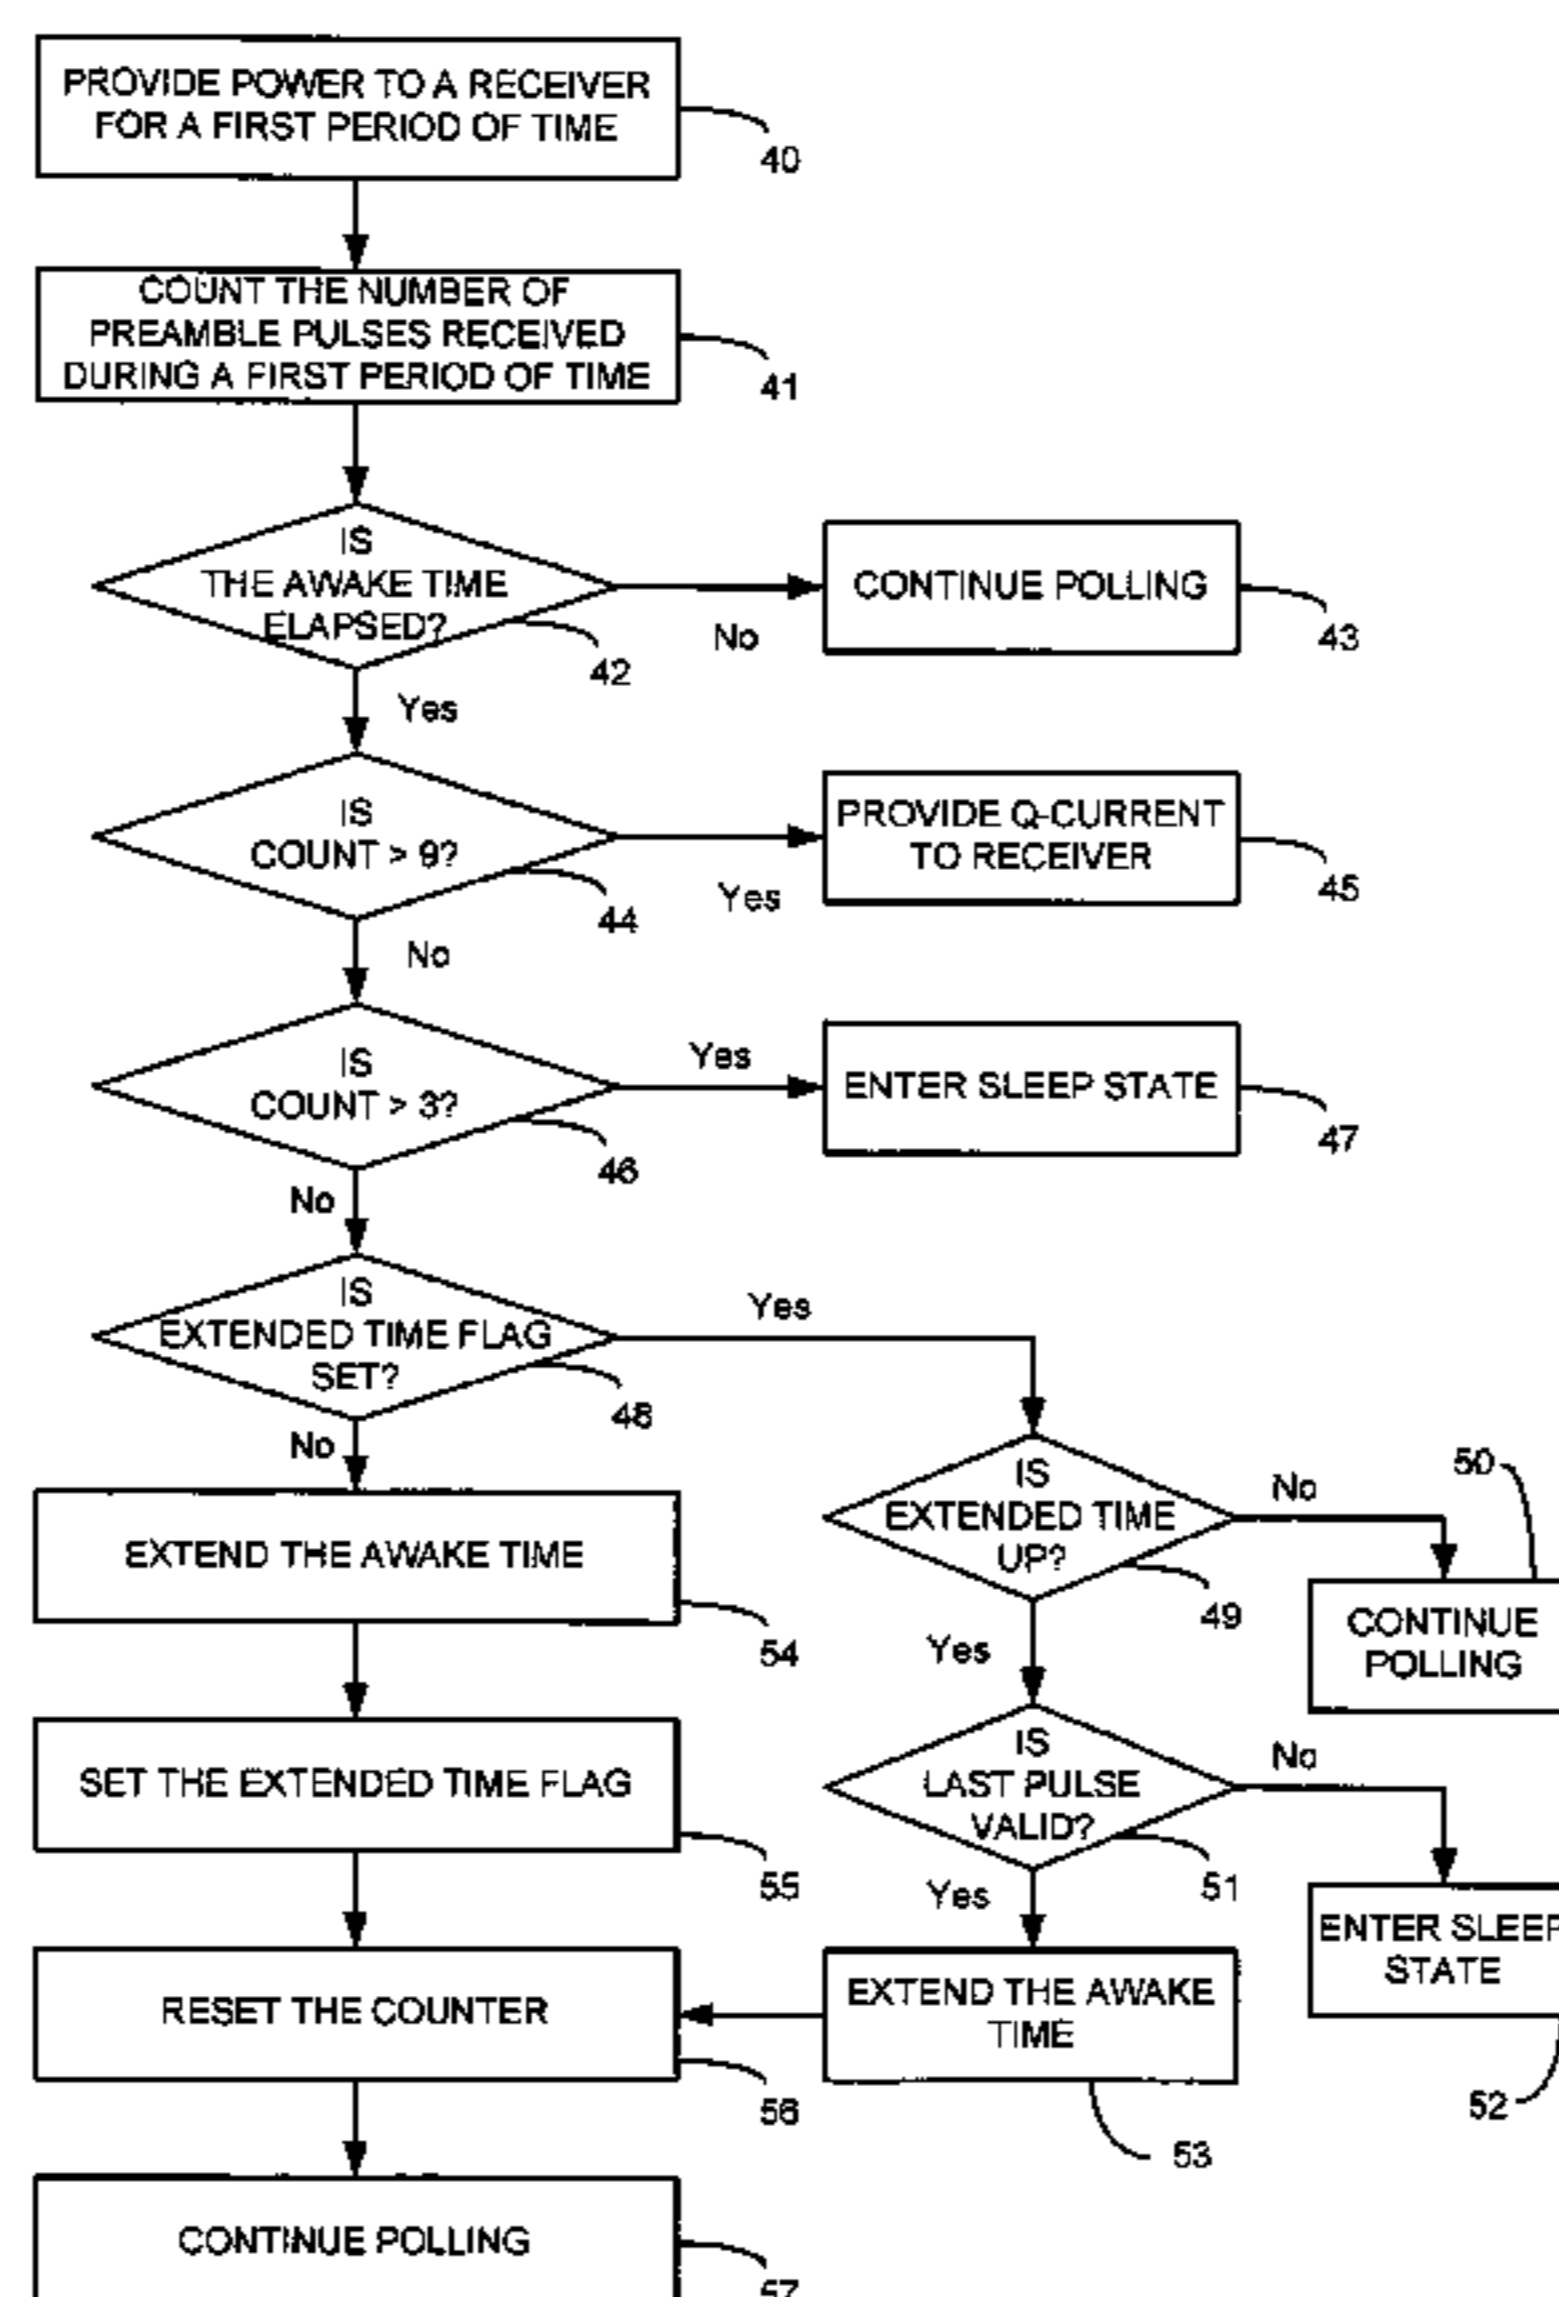 PROVIDE POWER TO A RECEIVER
FOR A FIRST PERIOD OF TIME
40
COUNT THE NUMBER OF
PREAMBLE PULSES RECEIVED
DURING A FIRST PERIOD OF TIME
41
IS
THE AWAKE TIME
ELAPSED?
42
No
CONTINUE POLLING
43
Yes
IS
COUNT > 9?
44
Yes
PROVIDE Q-CURRENT
TO RECEIVER
45
No
IS
COUNT > 3?
46
Yes
ENTER SLEEP STATE
47
No
IS
EXTENDED TIME FLAG
SET?
48
Yes
No
IS
EXTENDED TIME
UP?
49
No
50
CONTINUE
POLLING
EXTEND THE AWAKE TIME
54
Yes
IS
LAST PULSE
VALID?
51
No
ENTER SLEEP
STATE
52
SET THE EXTENDED TIME FLAG
55
Yes
EXTEND THE AWAKE
TIME
53
RESET THE COUNTER
56
CONTINUE POLLING
57